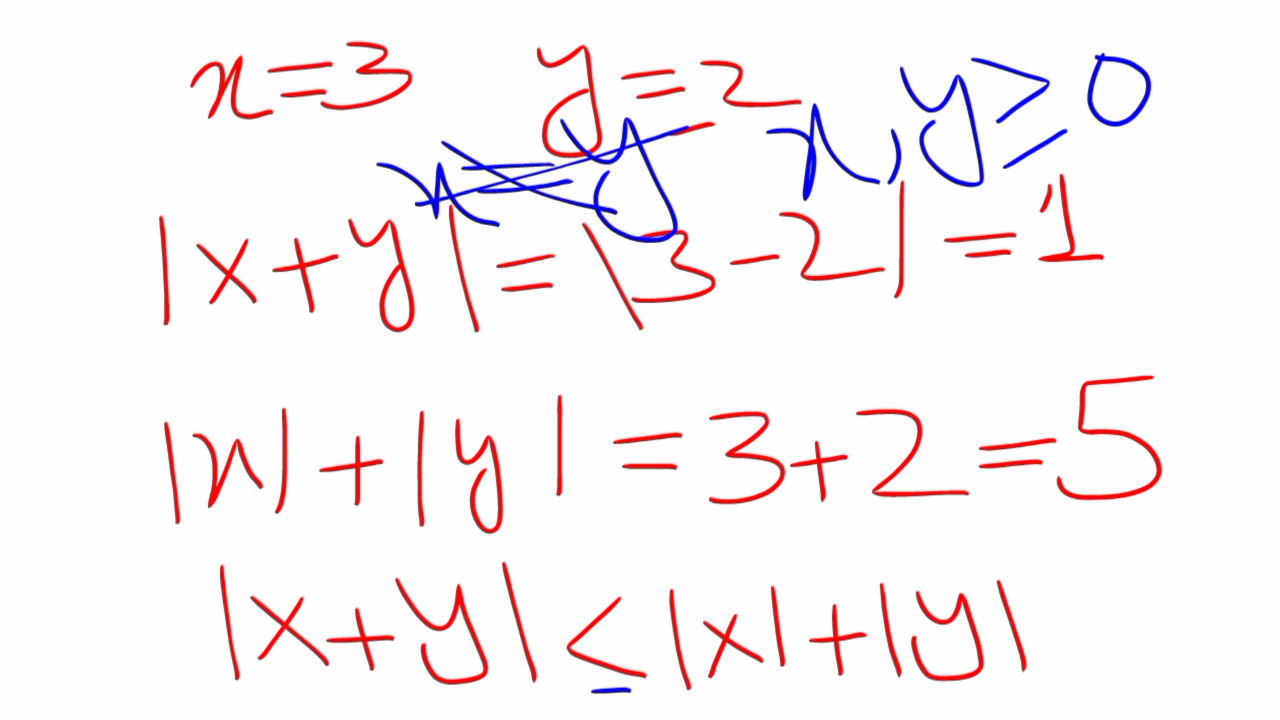 x=3 y=2 x,y≥0
x=y
|x+y|=|3-2|=1
|x|+|y|=3+2=5
|x+y|≤|x|+|y|